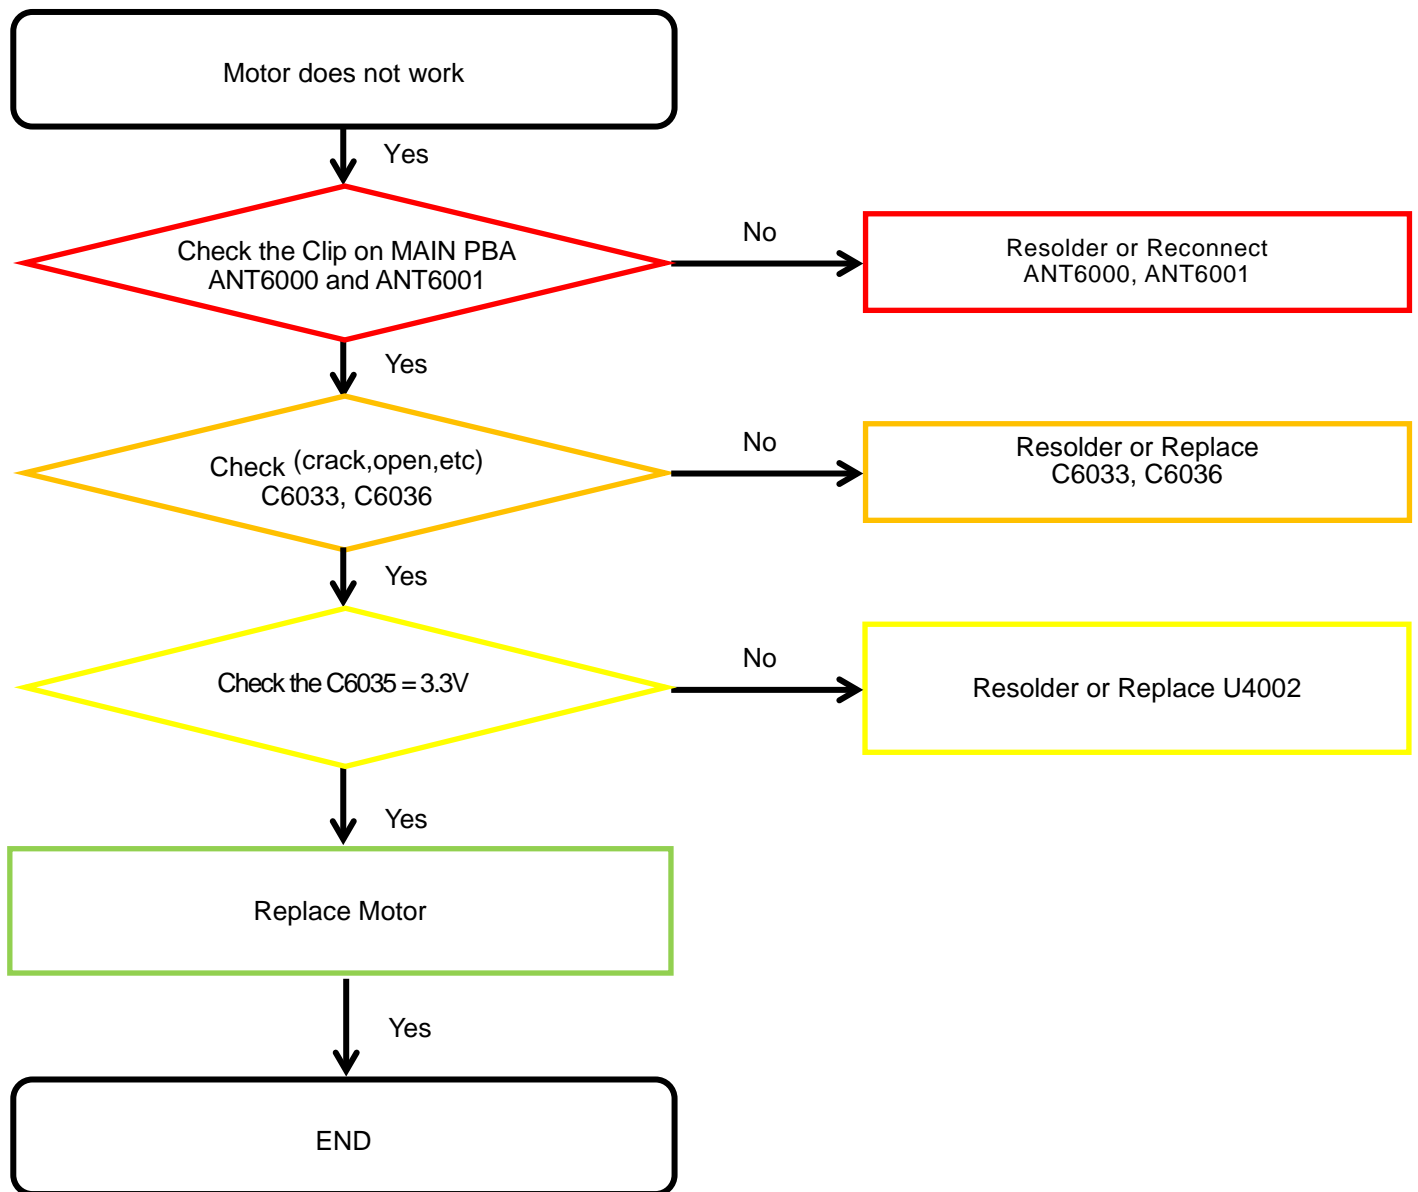 Motor does not work
Yes
Check the Clip on MAIN PBA
ANT6000 and ANT6001
No
Resolder or Reconnect
ANT6000, ANT6001
Yes
Check (crack,open,etc)
C6033, C6036
No
Resolder or Replace
C6033, C6036
Yes
Check the C6035 = 3.3V
No
Resolder or Replace U4002
Yes
Replace Motor
Yes
END